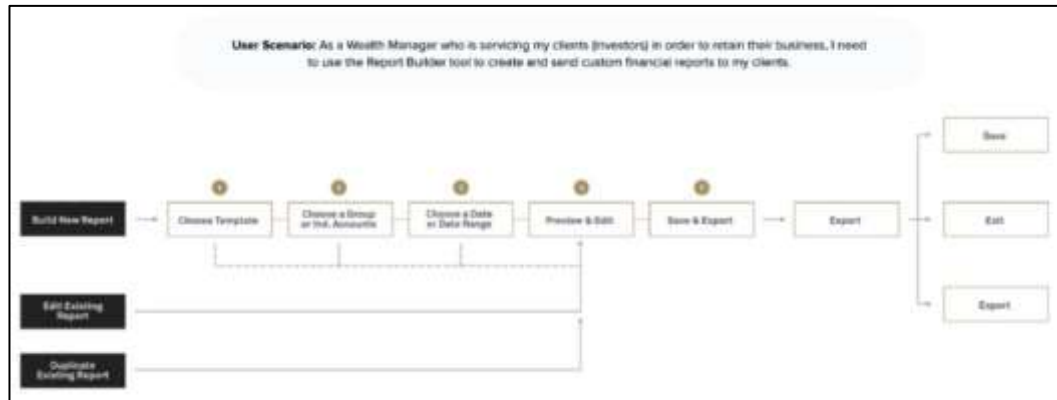 User Scenario: As a Wealth Manager who is servicing my clients (Investors) in order to retain their business, I need
to use the Report Builder tool to create and send custom financial reports to my clients.
Save
Build New Report
Choose Template
Choose a Group
or Ind. Accounts
Choose a Date
or Date Range
Preview & Edit
Save & Export
Export
Exit
Edit Existing
Report
Export
Duplicate
Existing Report